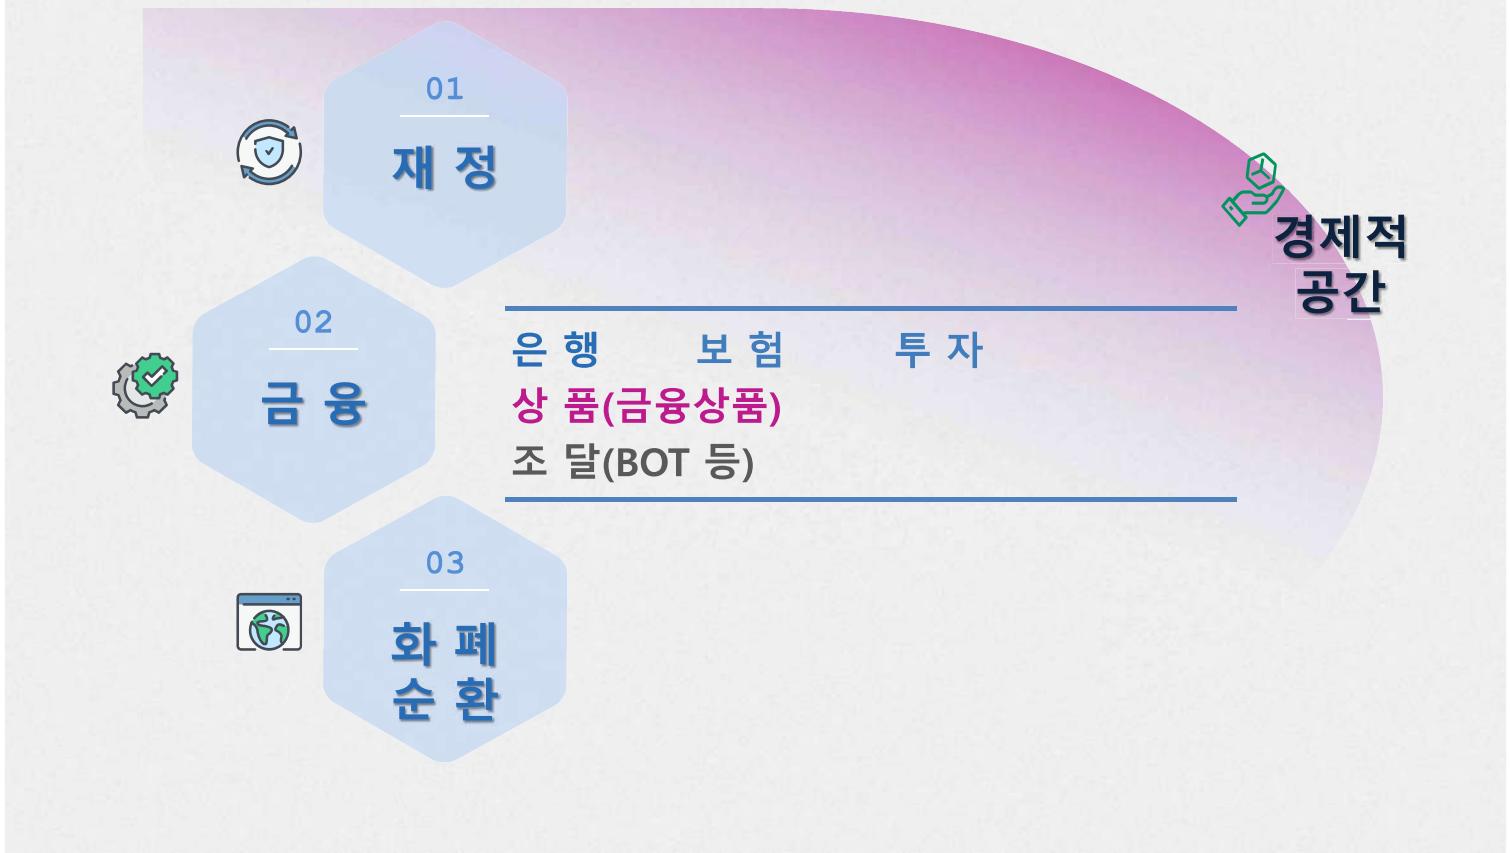 01
재 정
경제적
공간
02
금 융
은 행 보 험 투 자
상 품(금융상품)
조 달(BOT 등)
03
화 폐
순 환